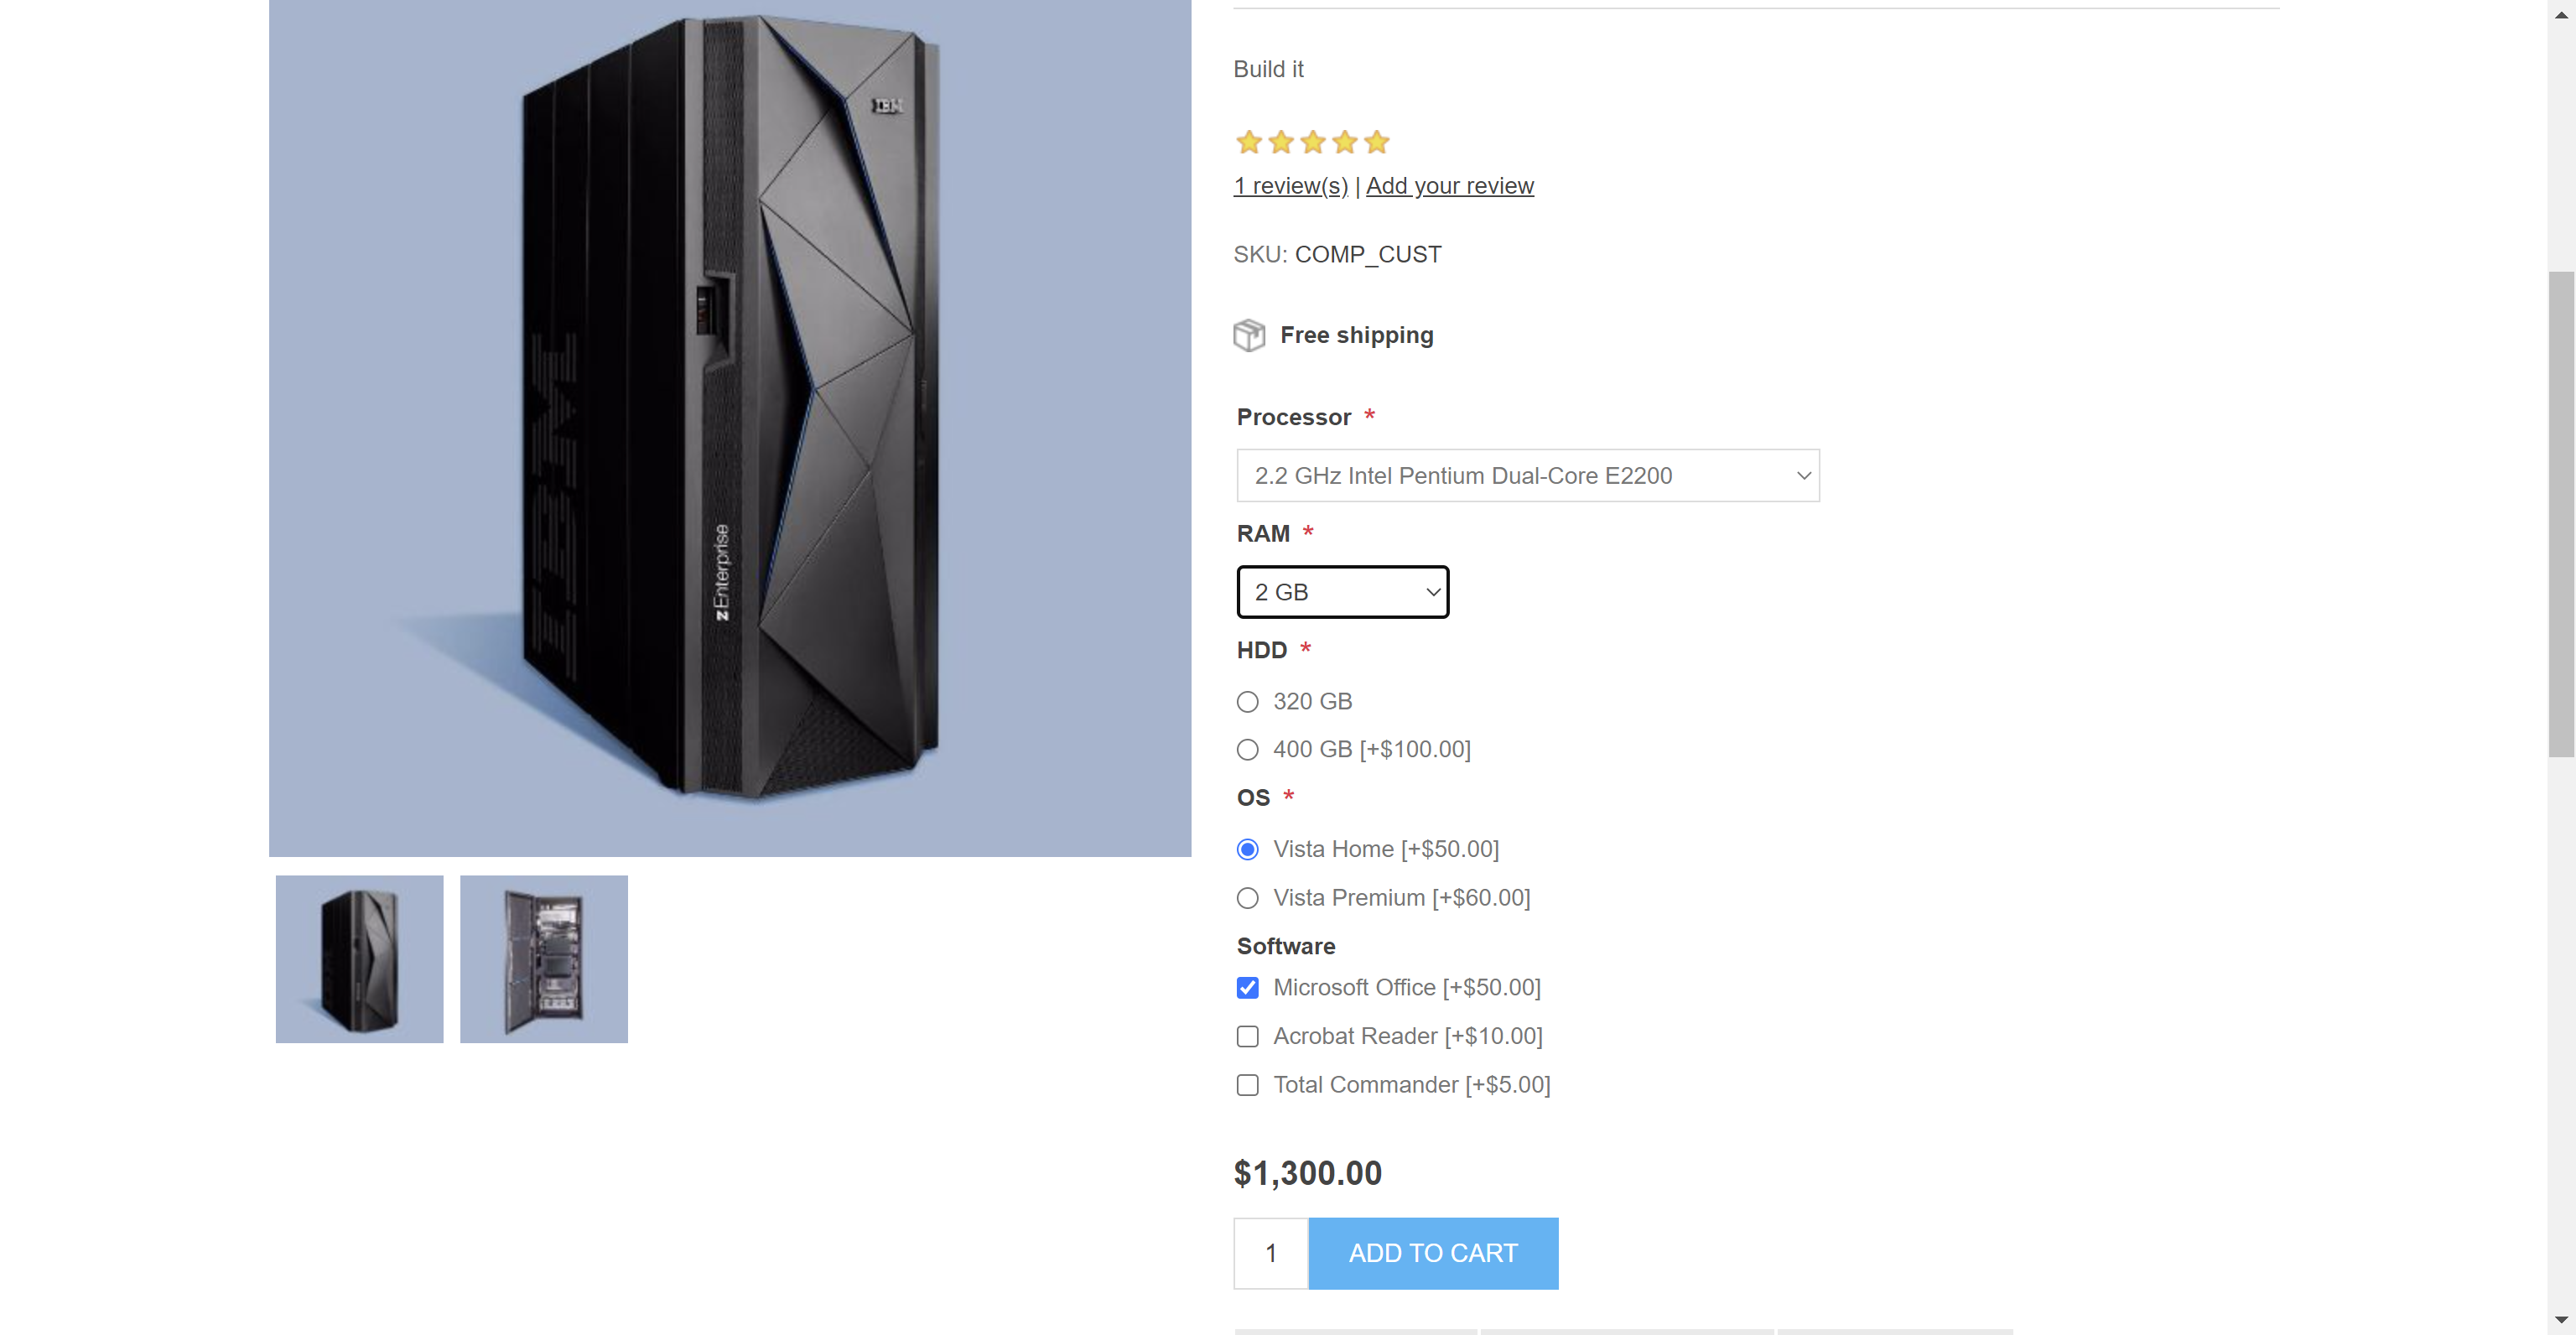 IBM
IBM
zEnterprise
Build it
1 review(s) | Add your review
SKU: COMP_CUST
Free shipping
Processor *
2.2 GHz Intel Pentium Dual-Core E2200
RAM *
2 GB
HDD *
320 GB
400 GB [+$100.00]
OS *
Vista Home [+$50.00]
Vista Premium [+$60.00]
Software
Microsoft Office [+$50.00]
Acrobat Reader [+$10.00]
Total Commander [+$5.00]
$1,300.00
1
ADD TO CART